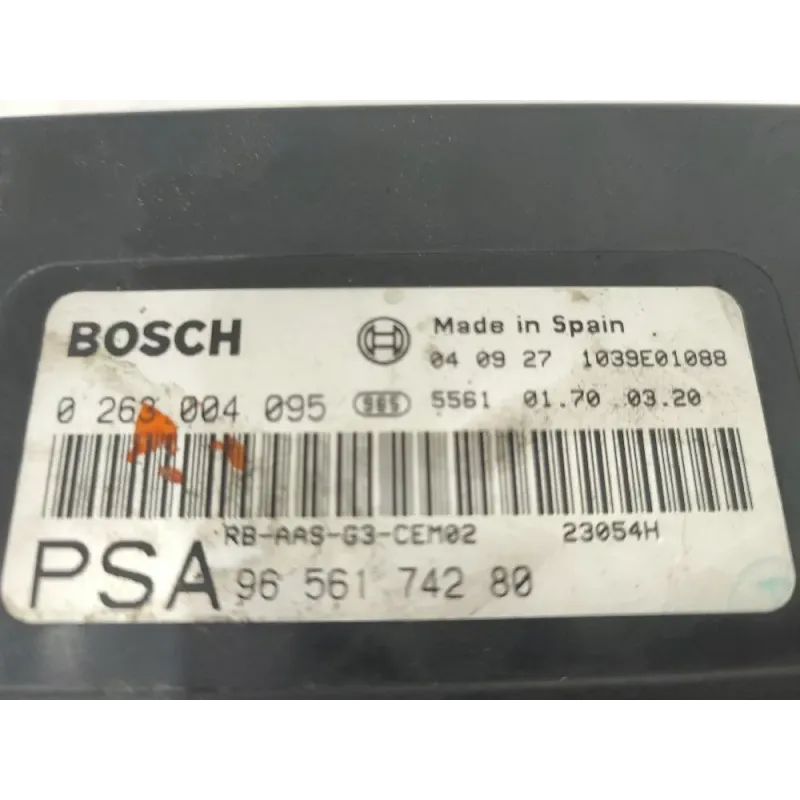 BOSCH
Made in Spain
04 09 27 1039E01088
0 263 004 095 965 5561 01.70 03.20
RB-AAS-G3-CEM02 23054H
PSA 96 561 742 80